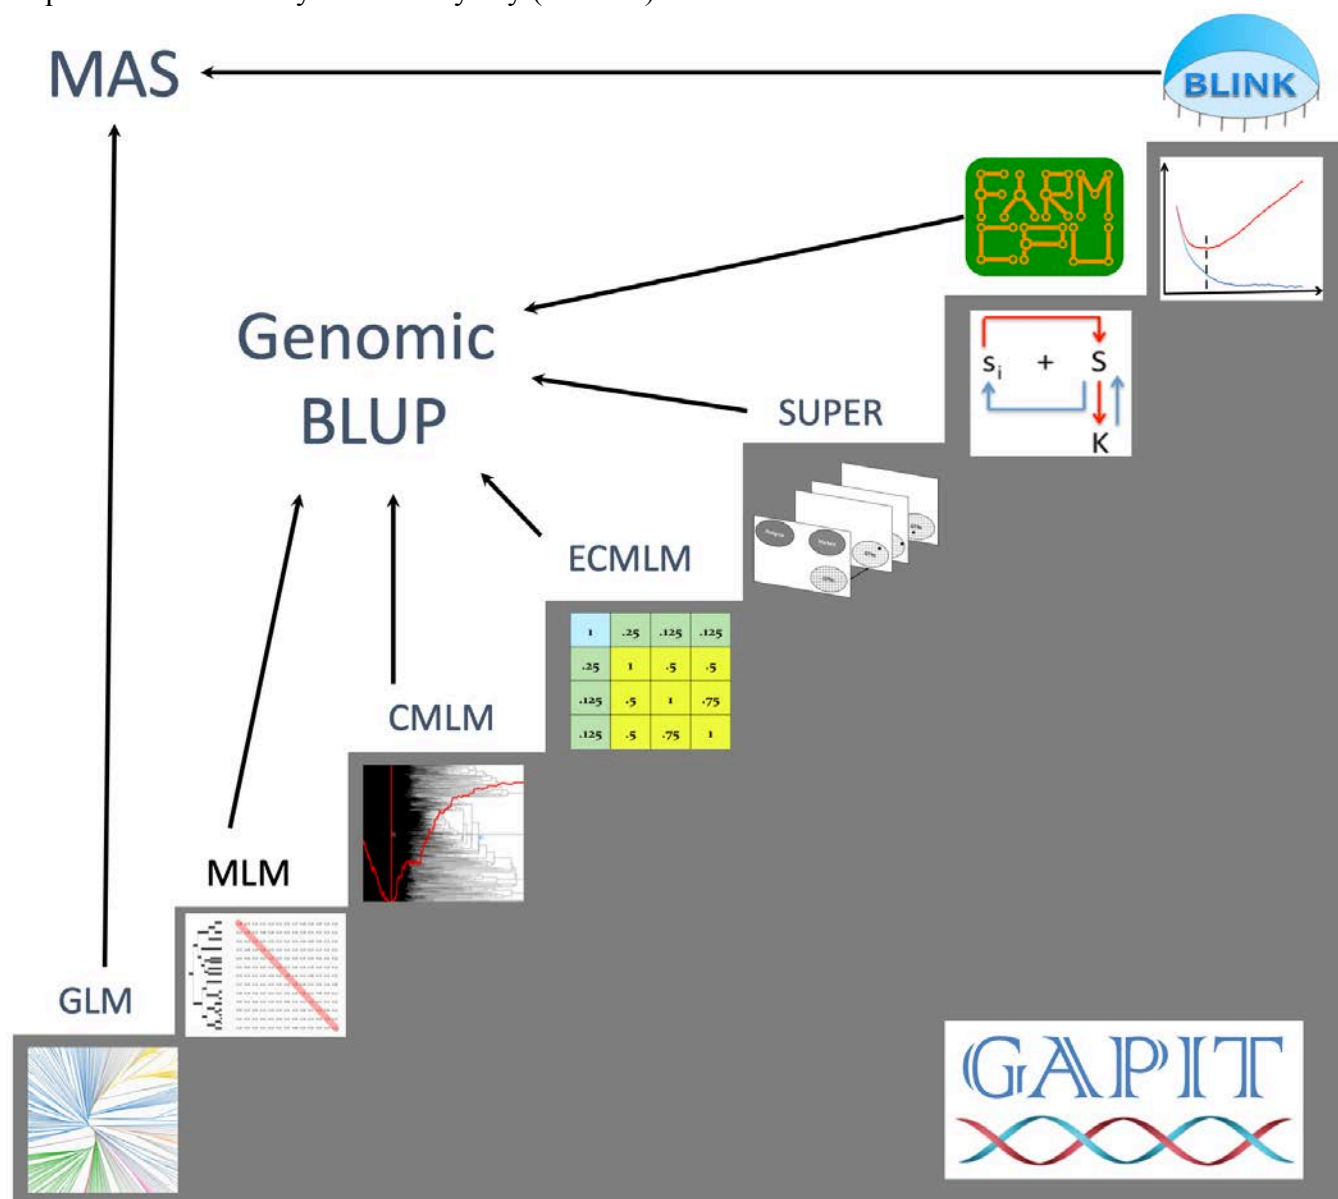 MAS
BLINK
FARM
CPU
Genomic
BLUP
si + S
K
SUPER
ECMLM
1 .25 .125 .125
.25 1 .5 .5
.125 .5 1 .75
.125 .5 .75 1
CMLM
MLM
GLM
GAPIT